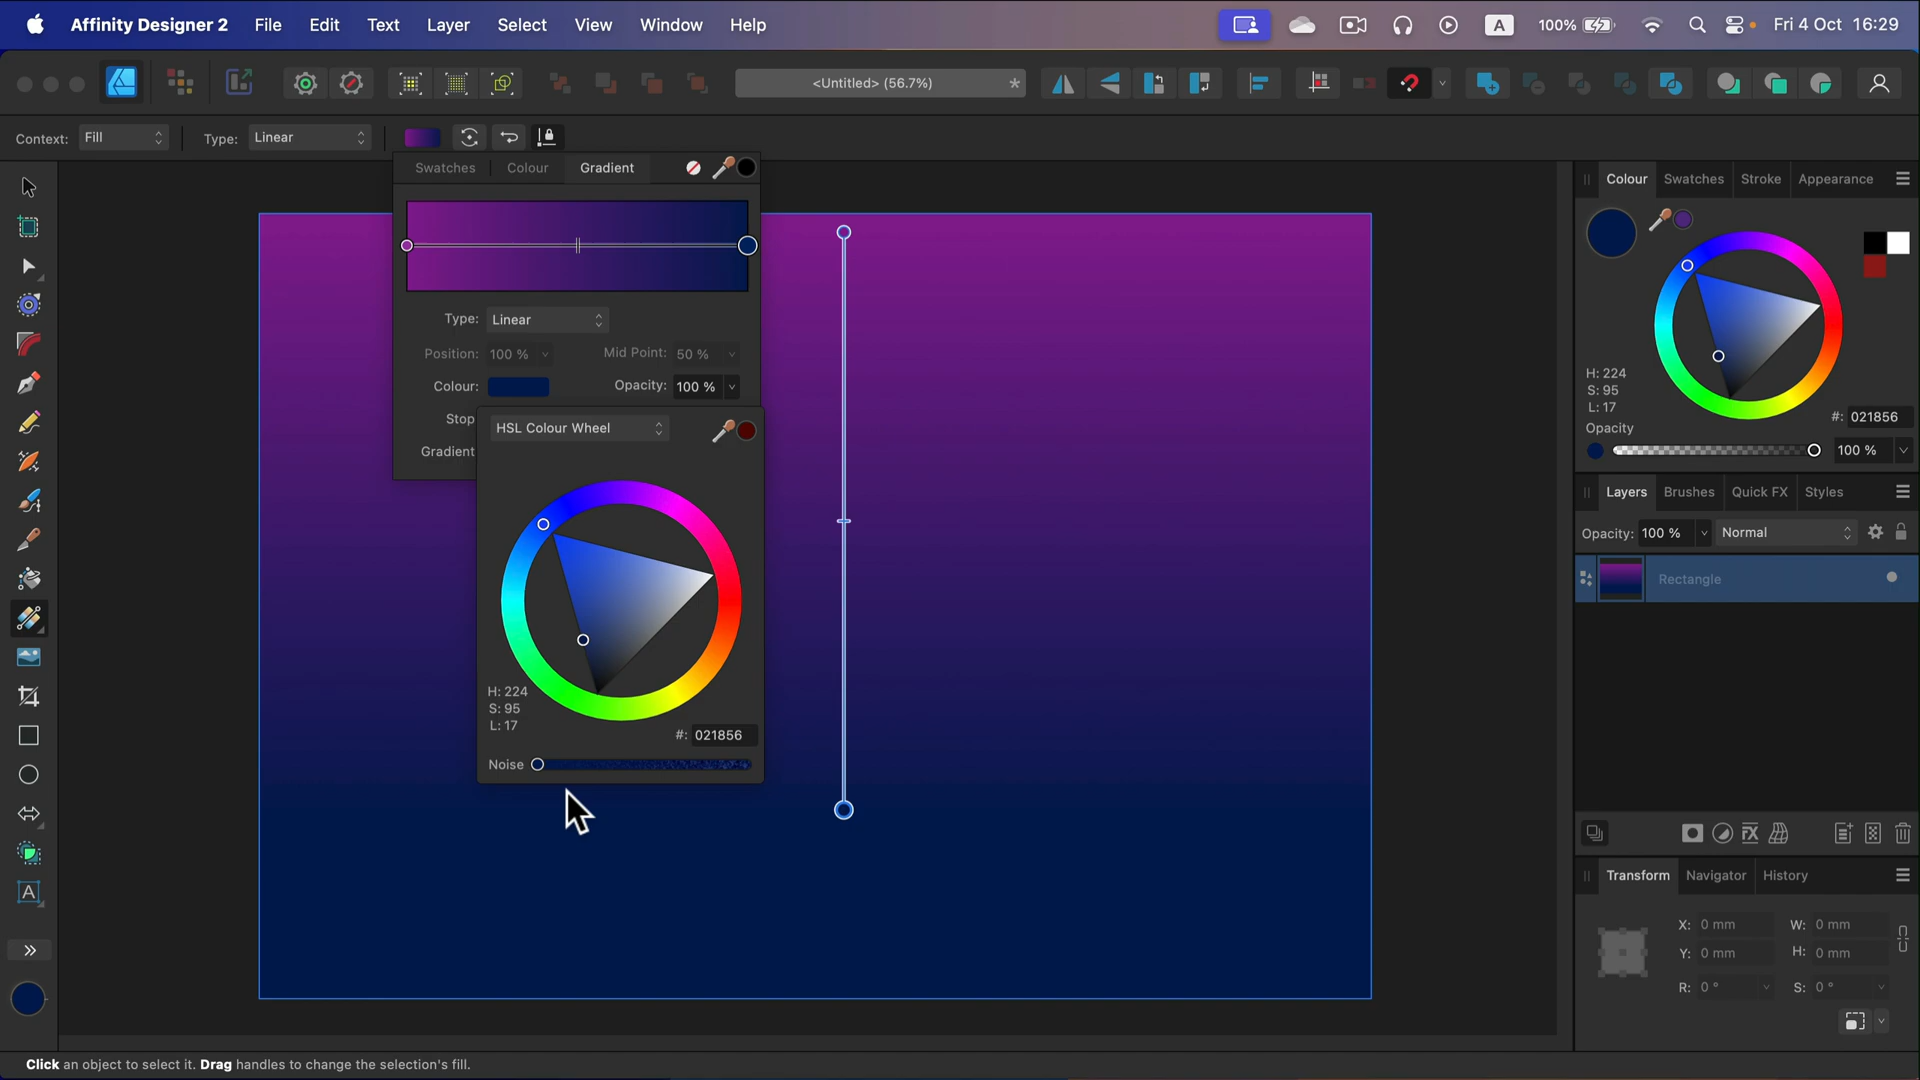 Affinity Designer 2 File Edit Text Layer Select View Window Help A 100% Fri 4 Oct 16:29
<Untitled> (56.7%) *
Context: Fill Type: Linear
Swatches Colour Gradient
Type: Linear
Position: 100 % Mid Point: 50 %
Colour: Opacity: 100 %
Stop
Gradient
HSL Colour Wheel
H: 224
S: 95
L: 17
#: 021856
Noise
Colour Swatches Stroke Appearance
H: 224
S: 95
L: 17
#: 021856
Opacity
100 %
Layers Brushes Quick FX Styles
Opacity: 100 % Normal
Rectangle
FX
Transform Navigator History
X: 0 mm W: 0 mm
Y: 0 mm H: 0 mm
R: 0 ° S: 0 °
A
Click an object to select it. Drag handles to change the selection's fill.